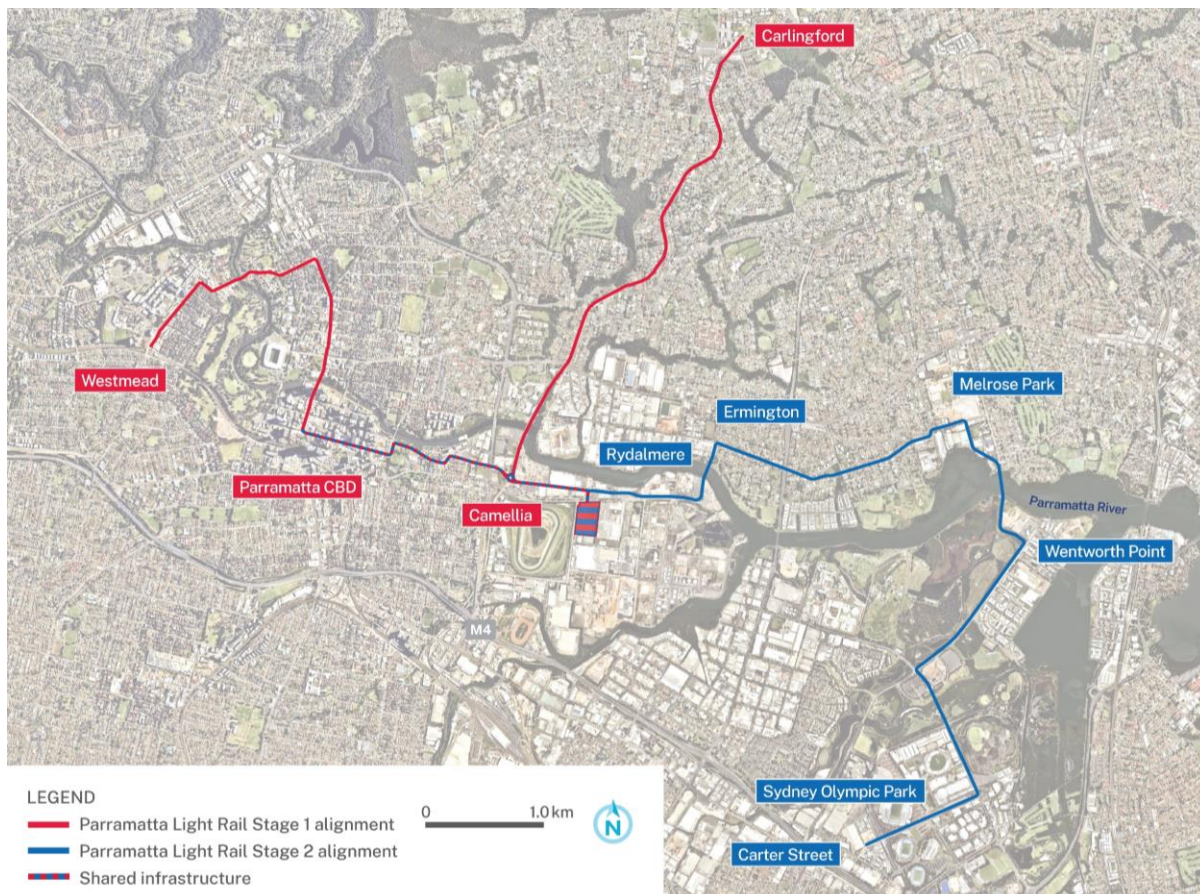 Carlingford
Westmead
Melrose Park
Ermington
Rydalmere
Parramatta CBD
Camellia
Parramatta River
Wentworth Point
M4
Sydney Olympic Park
Carter Street
LEGEND
Parramatta Light Rail Stage 1 alignment
Parramatta Light Rail Stage 2 alignment
Shared infrastructure
0 1.0 km
N